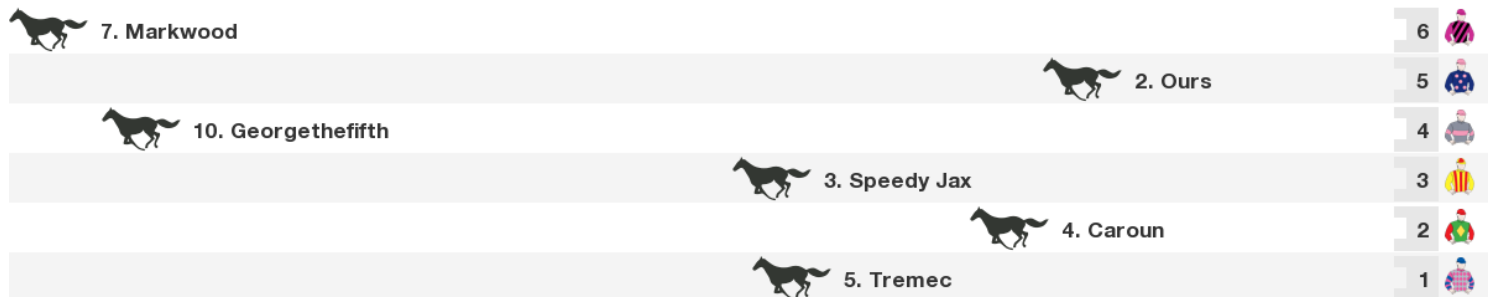 7. Markwood 6
2. Ours 5
10. Georgethefifth 4
3. Speedy Jax 3
4. Caroun 2
5. Tremec 1